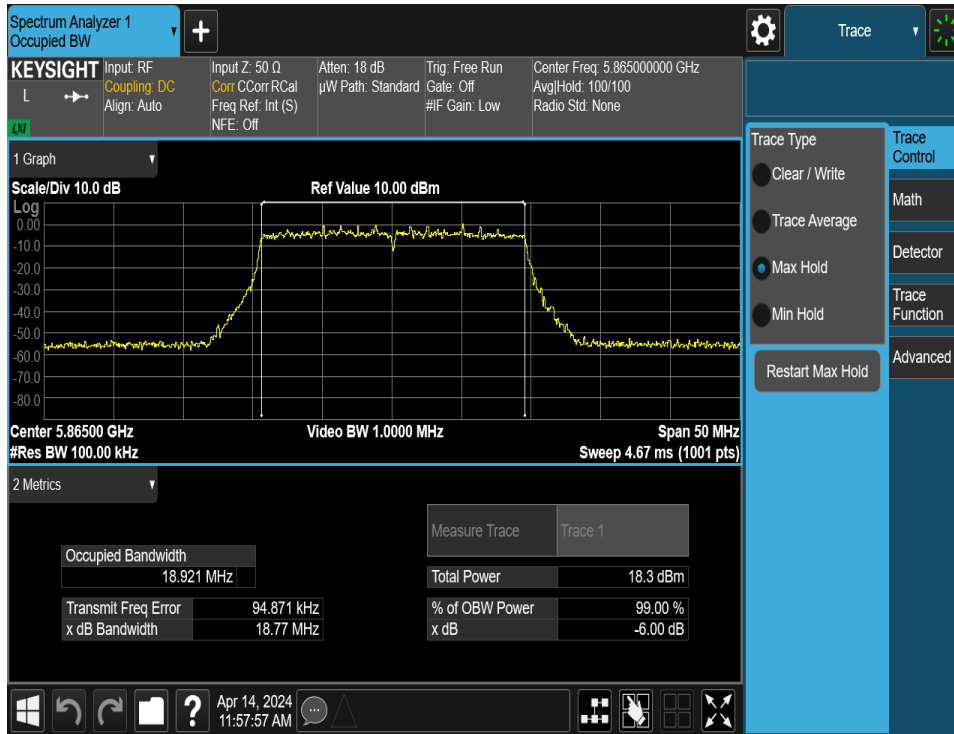 Spectrum Analyzer 1
Occupied BW
+
Trace
KEYSIGHT
L
LXI
Input: RF
Coupling: DC
Align: Auto
Input Z: 50 Ω
Corr CCorr RCal
Freq Ref: Int (S)
NFE: Off
Atten: 18 dB
µW Path: Standard
Trig: Free Run
Gate: Off
#IF Gain: Low
Center Freq: 5.865000000 GHz
Avg|Hold: 100/100
Radio Std: None
1 Graph
Scale/Div 10.0 dB
Ref Value 10.00 dBm
Log
0.00
-10.0
-20.0
-30.0
-40.0
-50.0
-60.0
-70.0
-80.0
Center 5.86500 GHz
Video BW 1.0000 MHz
Span 50 MHz
#Res BW 100.00 kHz
Sweep 4.67 ms (1001 pts)
2 Metrics
Measure Trace
Trace 1
Occupied Bandwidth
18.921 MHz
Total Power
18.3 dBm
Transmit Freq Error
94.871 kHz
% of OBW Power
99.00 %
x dB Bandwidth
18.77 MHz
x dB
-6.00 dB
Trace Type
Clear / Write
Trace Average
Max Hold
Min Hold
Restart Max Hold
Trace
Control
Math
Detector
Trace
Function
Advanced
?
Apr 14, 2024
11:57:57 AM